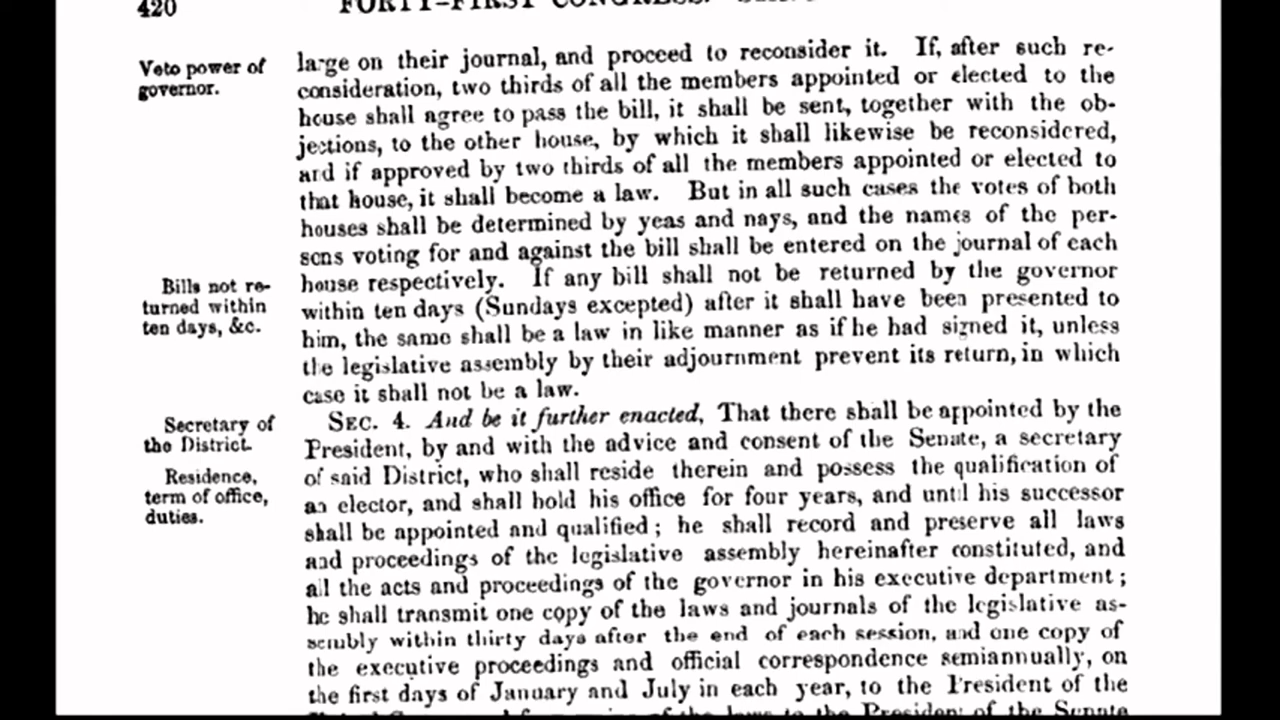 420
FORTY-FIRST CONGRESS.
Veto power of
governor.
large on their journal, and proceed to reconsider it. If, after such re-
consideration, two thirds of all the members appointed or elected to the
house shall agree to pass the bill, it shall be sent, together with the ob-
jections, to the other house, by which it shall likewise be reconsidered,
and if approved by two thirds of all the members appointed or elected to
that house, it shall become a law. But in all such cases the votes of both
houses shall be determined by yeas and nays, and the names of the per-
sons voting for and against the bill shall be entered on the journal of each
Bills not re-
turned within
ten days, &c.
house respectively. If any bill shall not be returned by the governor
within ten days (Sundays excepted) after it shall have been presented to
him, the same shall be a law in like manner as if he had signed it, unless
the legislative assembly by their adjournment prevent its return, in which
case it shall not be a law.
Secretary of
the District.
Residence,
term of office,
duties.
SEC. 4. And be it further enacted, That there shall be appointed by the
President, by and with the advice and consent of the Senate, a secretary
of said District, who shall reside therein and possess the qualification of
an elector, and shall hold his office for four years, and until his successor
shall be appointed and qualified; he shall record and preserve all laws
and proceedings of the legislative assembly hereinafter constituted, and
all the acts and proceedings of the governor in his executive department;
he shall transmit one copy of the laws and journals of the legislative as-
sembly within thirty days after the end of each session, and one copy of
the executive proceedings and official correspondence semiannually, on
the first days of January and July in each year, to the President of the
of the laws to the President of the Senate